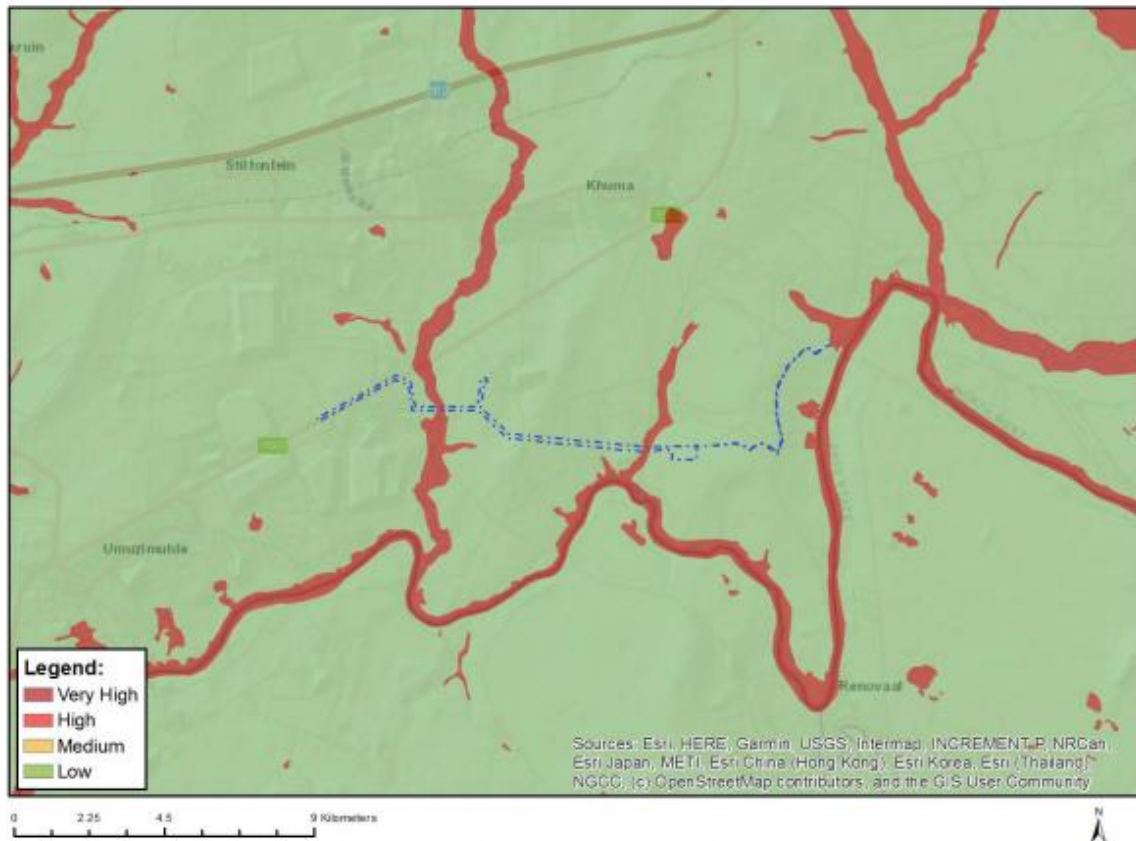 Stilfontein
Khuma
Umuzimuhle
Renovaal
Legend:
Very High
High
Medium
Low
Sources: Esri, HERE, Garmin, USGS, Intermap, INCREMENT P, NRCan,
Esri Japan, METI, Esri China (Hong Kong), Esri Korea, Esri (Thailand),
NGCC, (c) OpenStreetMap contributors, and the GIS User Community
0 2.25 4.5 9 Kilometers
N